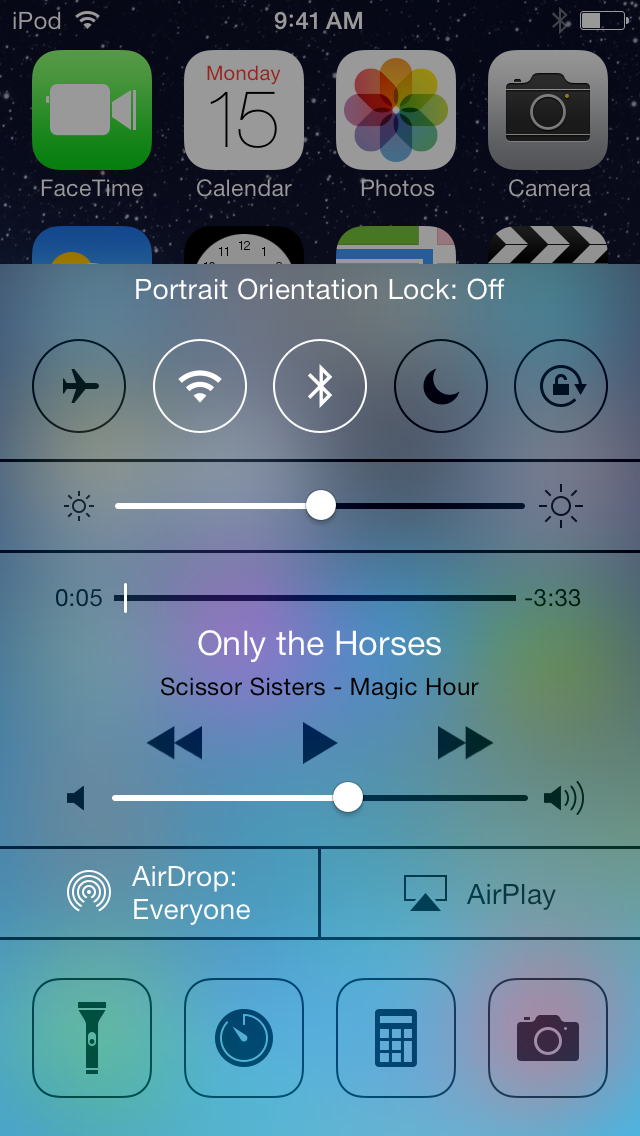 iPod 9:41 AM
Monday
15
FaceTime Calendar Photos Camera
11 12 1
Portrait Orientation Lock: Off
0:05 -3:33
Only the Horses
Scissor Sisters - Magic Hour
AirDrop:
Everyone
AirPlay